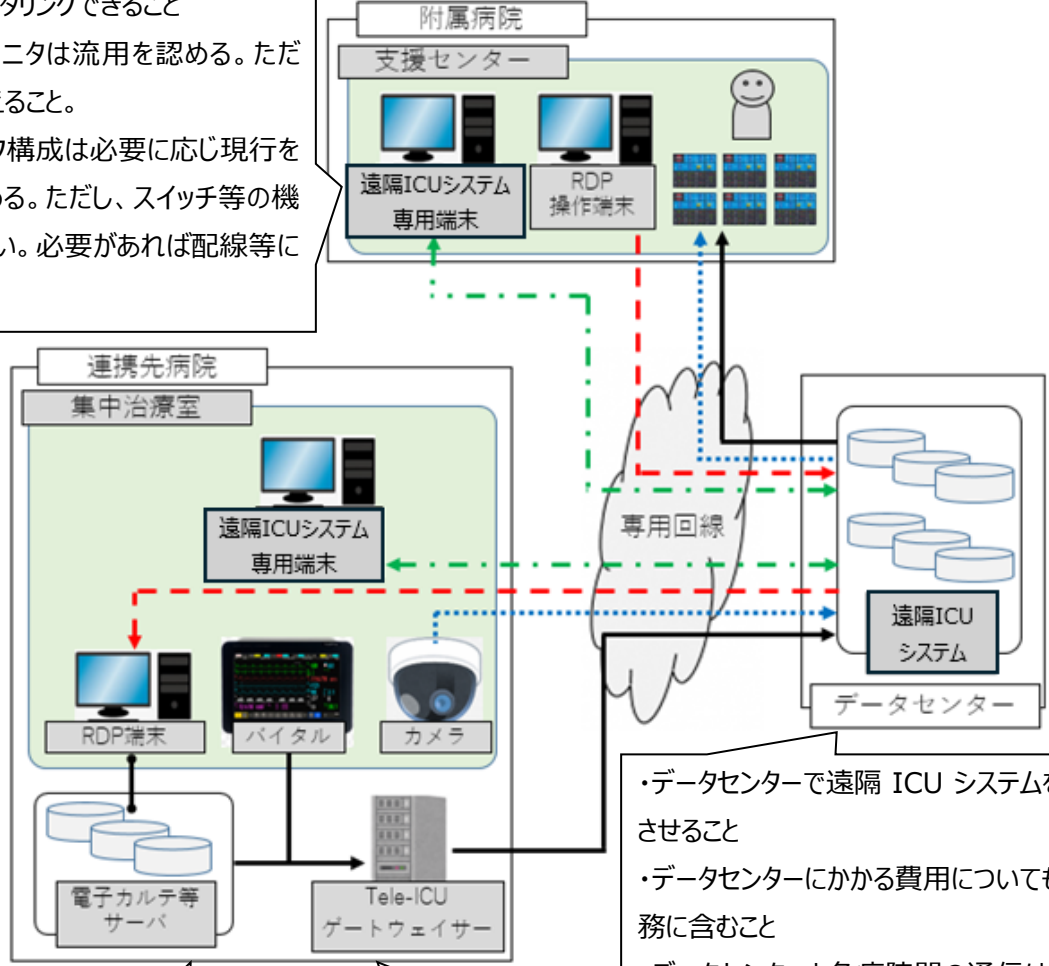 タリングできること
ニタは流用を認める。ただ
えること。
ク構成は必要に応じ現行を
める。ただし、スイッチ等の機
い。必要があれば配線等に
附属病院
支援センター
遠隔ICUシステム
専用端末
RDP
操作端末
連携先病院
集中治療室
遠隔ICUシステム
専用端末
RDP端末
バイタル
カメラ
電子カルテ等
サーバ
Tele-ICU
ゲートウェイサー
専用回線
遠隔ICU
システム
データセンター
・データセンターで遠隔 ICU システムを
させること
・データセンターにかかる費用についても
務に含むこと